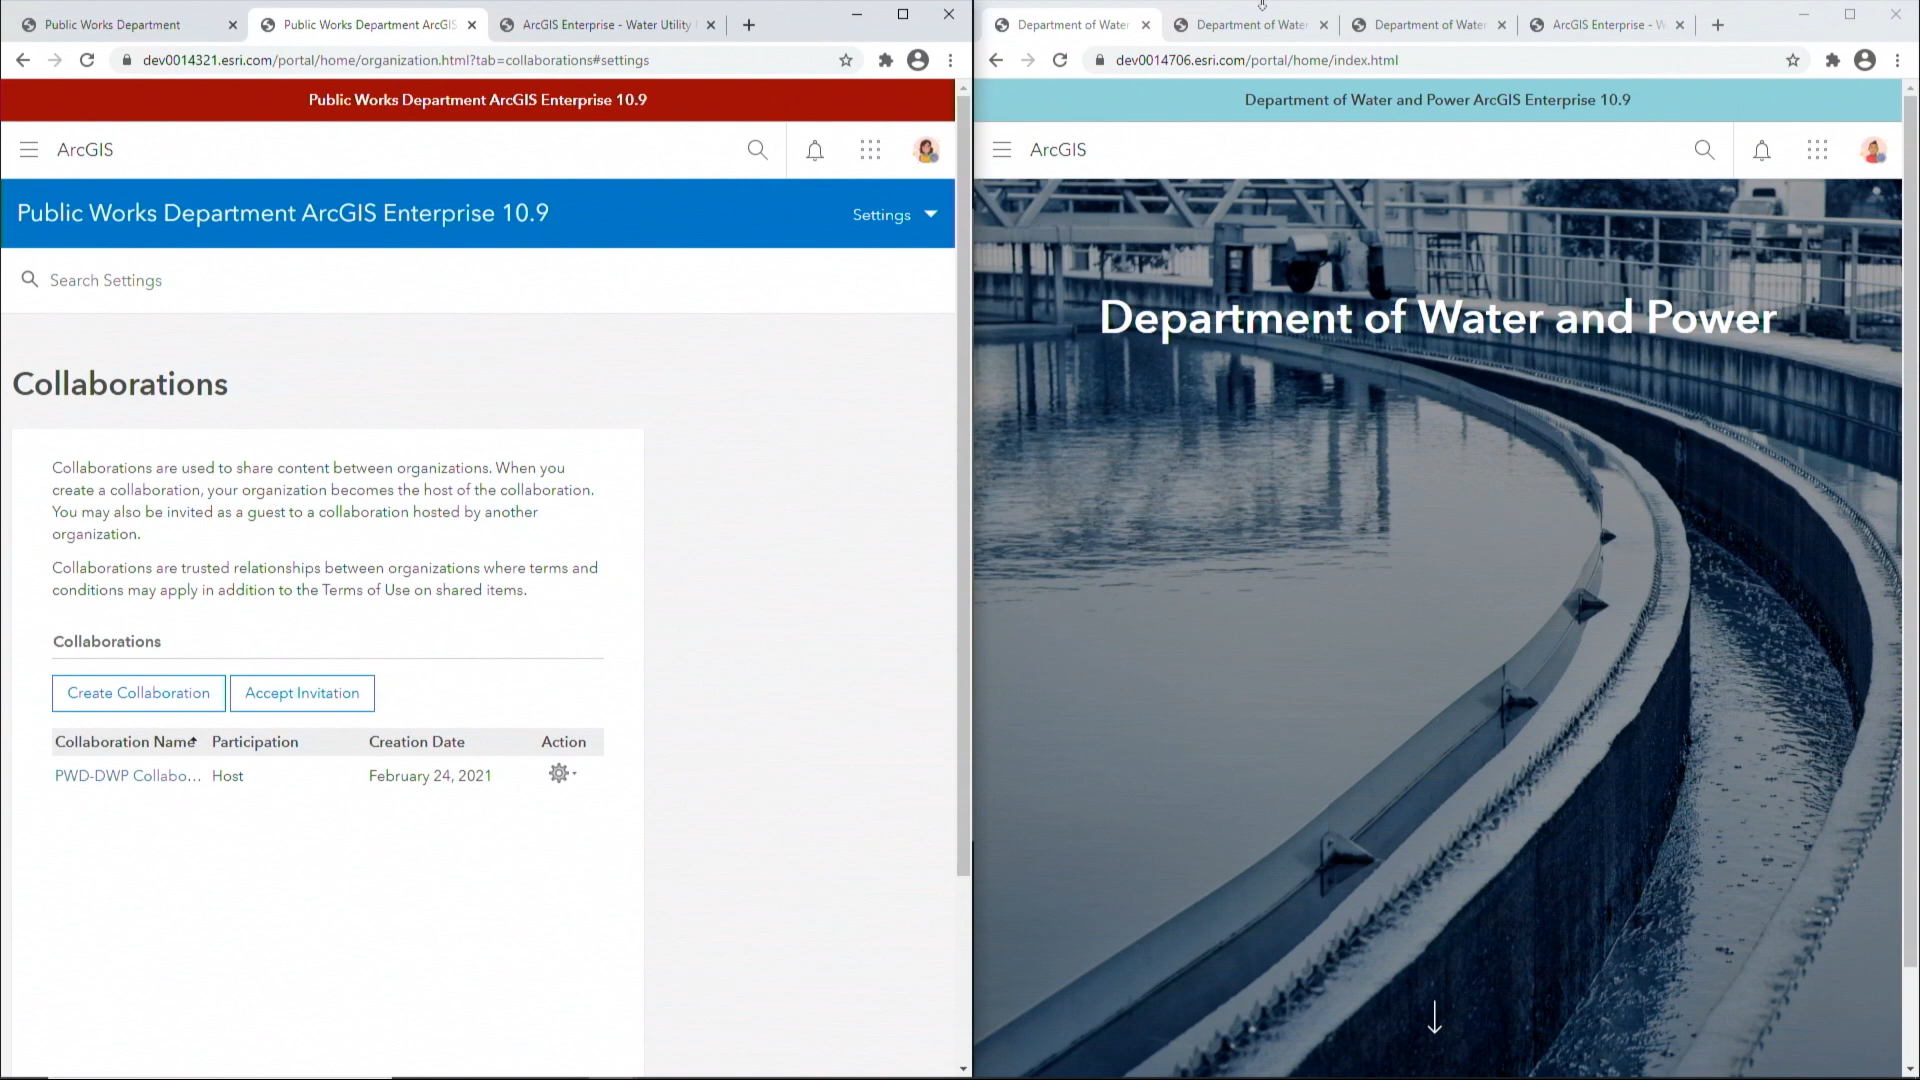 Public Works Department
Public Works Department ArcGIS
ArcGIS Enterprise - Water Utility
dev0014321.esri.com/portal/home/organization.html?tab=collaborations#settings
Public Works Department ArcGIS Enterprise 10.9
ArcGIS
Public Works Department ArcGIS Enterprise 10.9
Settings
Search Settings
Collaborations
Collaborations are used to share content between organizations. When you
create a collaboration, your organization becomes the host of the collaboration.
You may also be invited as a guest to a collaboration hosted by another
organization.
Collaborations are trusted relationships between organizations where terms and
conditions may apply in addition to the Terms of Use on shared items.
Collaborations
Create Collaboration
Accept Invitation
Collaboration Name Participation Creation Date Action
PWD-DWP Collabo... Host February 24, 2021
Department of Water
Department of Water
Department of Water
ArcGIS Enterprise -
dev0014706.esri.com/portal/home/index.html
Department of Water and Power ArcGIS Enterprise 10.9
ArcGIS
Department of Water and Power